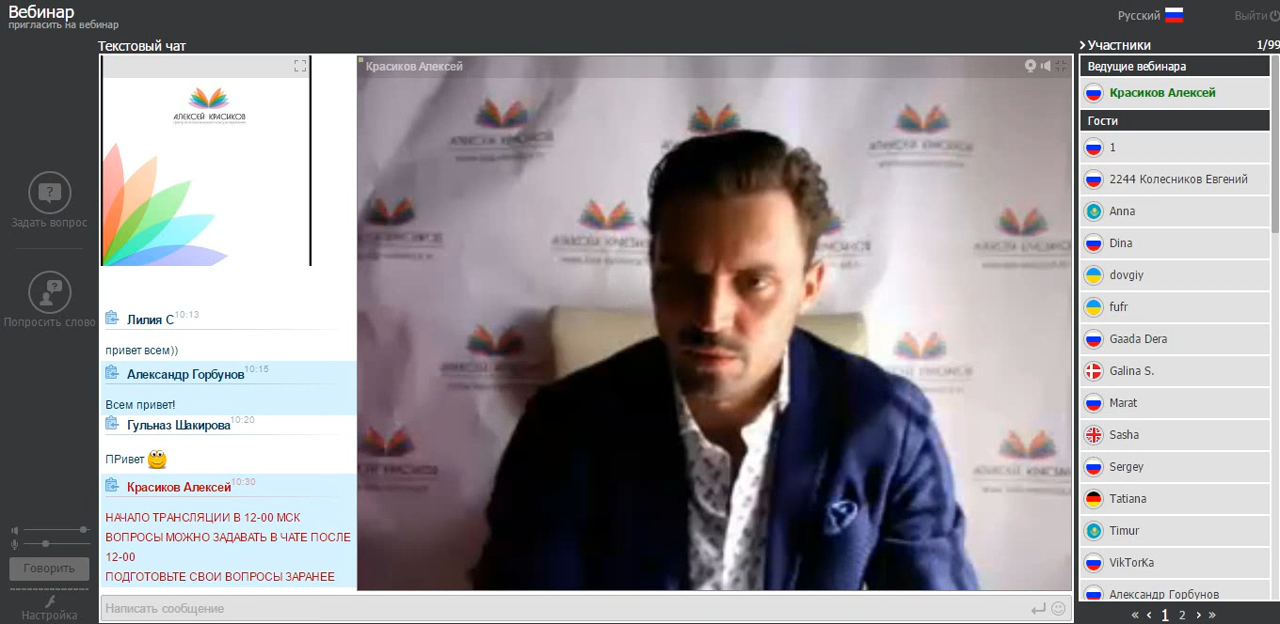 Вебинар
пригласить на вебинар
Русский
Выйти
Текстовый чат
Участники 1/99
АЛЕКСЕЙ КРАСИКОВ
Задать вопрос
Попросить слово
Говорить
Настройка
Лилия С 10:13
привет всем))
Александр Горбунов 10:15
Всем привет!
Гульназ Шакирова 10:20
ПРивет
Красиков Алексей 10:30
НАЧАЛО ТРАНСЛЯЦИИ В 12-00 МСК
ВОПРОСЫ МОЖНО ЗАДАВАТЬ В ЧАТЕ ПОСЛЕ
12-00
ПОДГОТОВЬТЕ СВОИ ВОПРОСЫ ЗАРАНЕЕ
Написать сообщение
Красиков Алексей
АЛЕКСЕЙ КРАСИКОВ
Ведущие вебинара
Красиков Алексей
Гости
1
2244 Колесников Евгений
Anna
Dina
dovgiy
fufr
Gaada Dera
Galina S.
Marat
Sasha
Sergey
Tatiana
Timur
VikTorKa
Александр Горбунов
« ‹ 1 2 › »